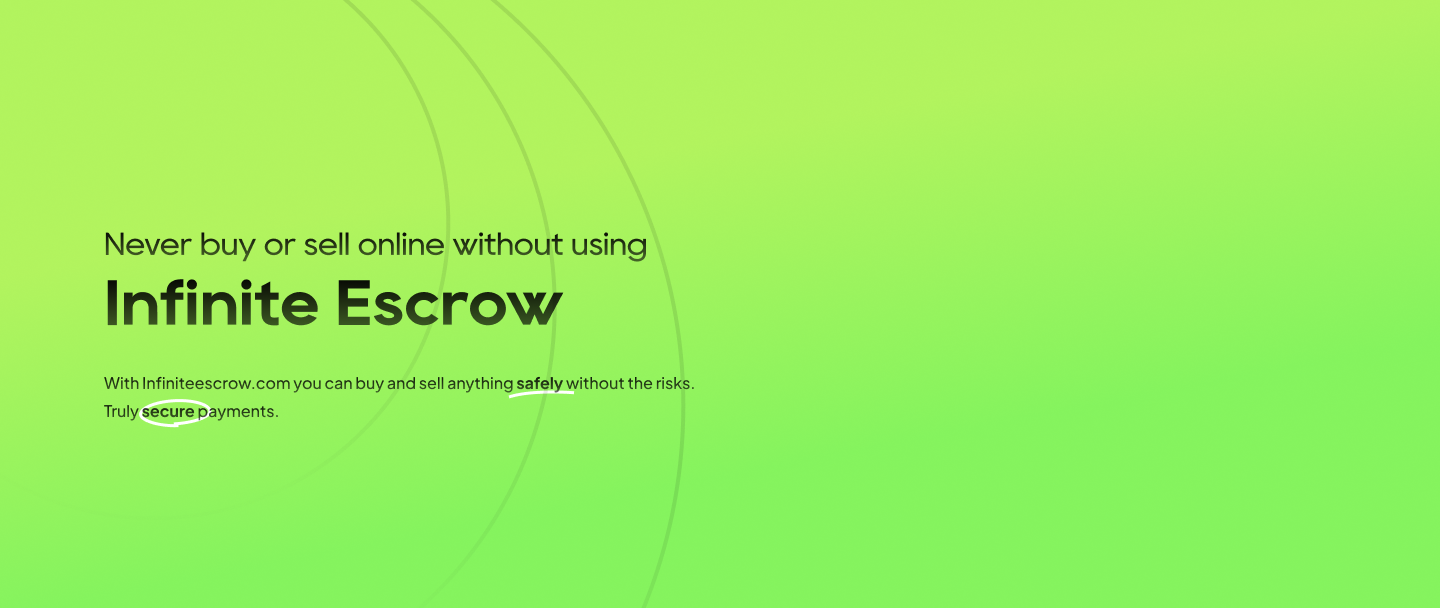 Never buy or sell online without using
Infinite Escrow
With Infiniteescrow.com you can buy and sell anything safely without the risks.
Truly secure payments.